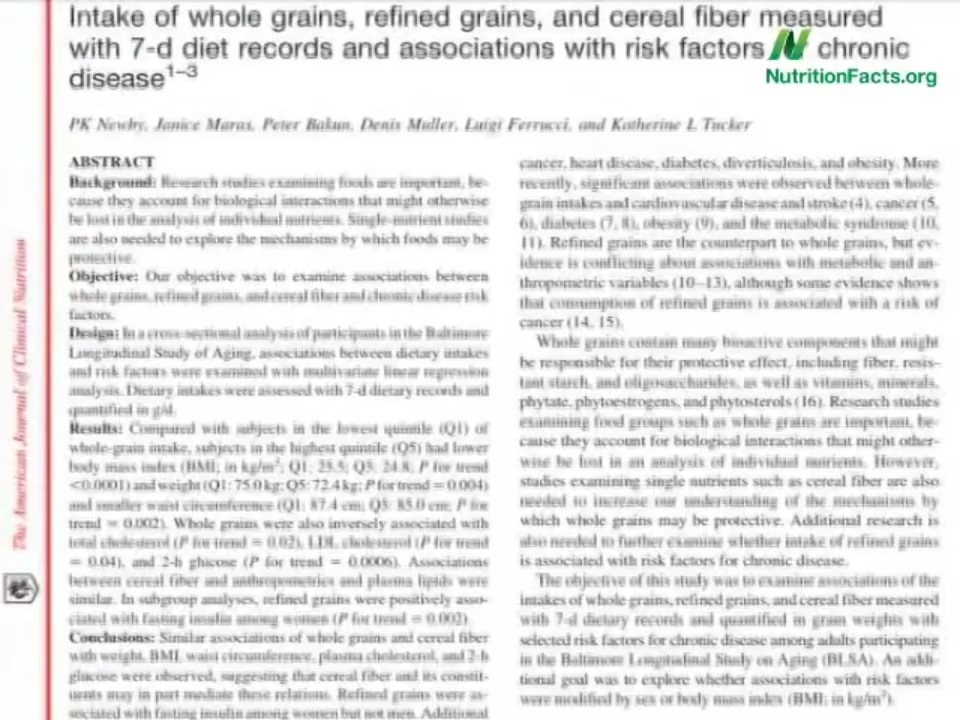 Intake of whole grains, refined grains, and cereal fiber measured
with 7-d diet records and associations with risk factors chronic
disease1–3
NutritionFacts.org
PK Newby, Janice Maras, Peter Bakun, Denis Muller, Luigi Ferrucci, and Katherine L Tucker
The American Journal of Clinical Nutrition
ABSTRACT
Background: Research studies examining foods are important, be-
cause they account for biological interactions that might otherwise
be lost in the analysis of individual nutrients. Single-nutrient studies
are also needed to explore the mechanisms by which foods may be
protective.
Objective: Our objective was to examine associations between
whole grains, refined grains, and cereal fiber and chronic disease risk
factors.
Design: In a cross-sectional analysis of participants in the Baltimore
Longitudinal Study of Aging, associations between dietary intakes
and risk factors were examined with multivariate linear regression
analysis. Dietary intakes were assessed with 7-d dietary records and
quantified in g/d.
Results: Compared with subjects in the lowest quintile (Q1) of
whole-grain intake, subjects in the highest quintile (Q5) had lower
body mass index (BMI; in kg/m²; Q1: 25.5; Q5: 24.8; P for trend
<0.0001) and weight (Q1: 75.0 kg; Q5: 72.4 kg; P for trend = 0.004)
and smaller waist circumference (Q1: 87.4 cm; Q5: 85.0 cm; P for
trend = 0.002). Whole grains were also inversely associated with
total cholesterol (P for trend = 0.02), LDL cholesterol (P for trend
= 0.04), and 2-h glucose (P for trend = 0.0006). Associations
between cereal fiber and anthropometrics and plasma lipids were
similar. In subgroup analyses, refined grains were positively asso-
ciated with fasting insulin among women (P for trend = 0.002).
Conclusions: Similar associations of whole grains and cereal fiber
with weight, BMI, waist circumference, plasma cholesterol, and 2-h
glucose were observed, suggesting that cereal fiber and its constit-
uents may in part mediate these relations. Refined grains were as-
sociated with fasting insulin among women but not men. Additional
cancer, heart disease, diabetes, diverticulosis, and obesity. More
recently, significant associations were observed between whole-
grain intakes and cardiovascular disease and stroke (4), cancer (5,
6), diabetes (7, 8), obesity (9), and the metabolic syndrome (10,
11). Refined grains are the counterpart to whole grains, but ev-
idence is conflicting about associations with metabolic and an-
thropometric variables (10–13), although some evidence shows
that consumption of refined grains is associated with a risk of
cancer (14, 15).
Whole grains contain many bioactive components that might
be responsible for their protective effect, including fiber, resis-
tant starch, and oligosaccharides, as well as vitamins, minerals,
phytate, phytoestrogens, and phytosterols (16). Research studies
examining food groups such as whole grains are important, be-
cause they account for biological interactions that might other-
wise be lost in an analysis of individual nutrients. However,
studies examining single nutrients such as cereal fiber are also
needed to increase our understanding of the mechanisms by
which whole grains may be protective. Additional research is
also needed to further examine whether intake of refined grains
is associated with risk factors for chronic disease.
The objective of this study was to examine associations of the
intakes of whole grains, refined grains, and cereal fiber measured
with 7-d dietary records and quantified in gram weights with
selected risk factors for chronic disease among adults participating
in the Baltimore Longitudinal Study on Aging (BLSA). An addi-
tional goal was to explore whether associations with risk factors
were modified by sex or body mass index (BMI; in kg/m²).